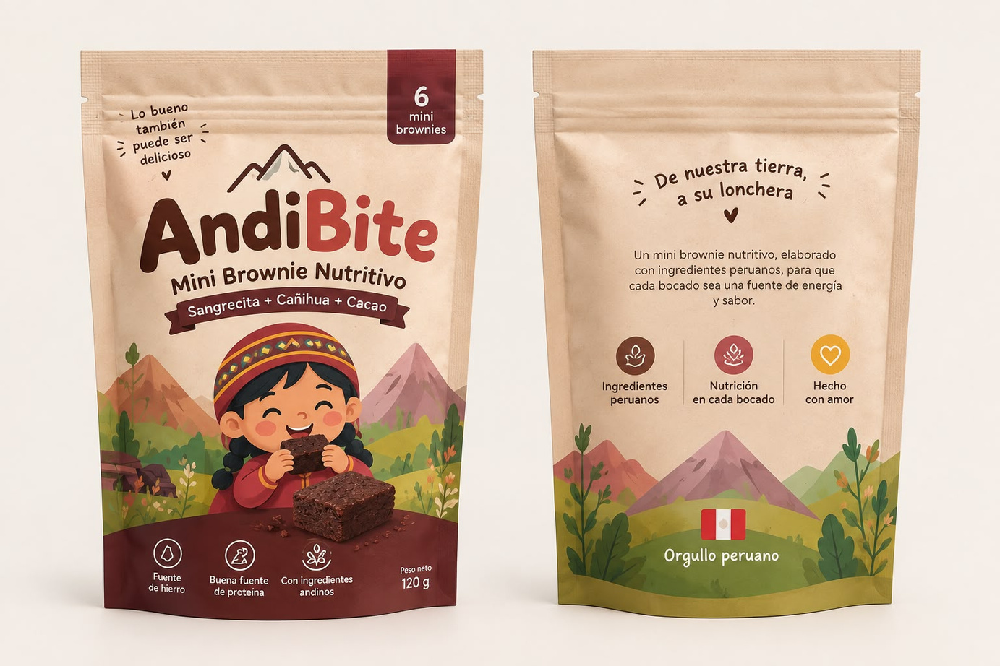 Lo bueno
también
puede ser
delicioso
6
mini
brownies
AndiBite
Mini Brownie Nutritivo
Sangrecita + Cañihua + Cacao
Fuente
de hierro
Buena fuente
de proteína
Con ingredientes
andinos
Peso neto
120 g
De nuestra tierra,
a su lonchera
Un mini brownie nutritivo, elaborado
con ingredientes peruanos, para que
cada bocado sea una fuente de energía
y sabor.
Ingredientes
peruanos
Nutrición
en cada bocado
Hecho
con amor
Orgullo peruano